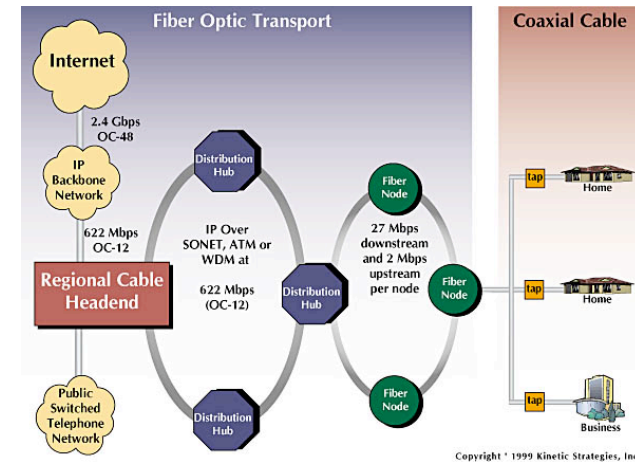 Fiber Optic Transport
Coaxial Cable
Internet
2.4 Gbps
OC-48
IP
Backbone
Network
622 Mbps
OC-12
Regional Cable
Headend
Public
Switched
Telephone
Network
Distribution
Hub
IP Over
SONET, ATM or
WDM at
622 Mbps
(OC-12)
Distribution
Hub
Distribution
Hub
Fiber
Node
27 Mbps
downstream
and 2 Mbps
upstream
per node
Fiber
Node
Fiber
Node
tap
Home
tap
Home
tap
Business
Copyright * 1999 Kinetic Strategies, Inc